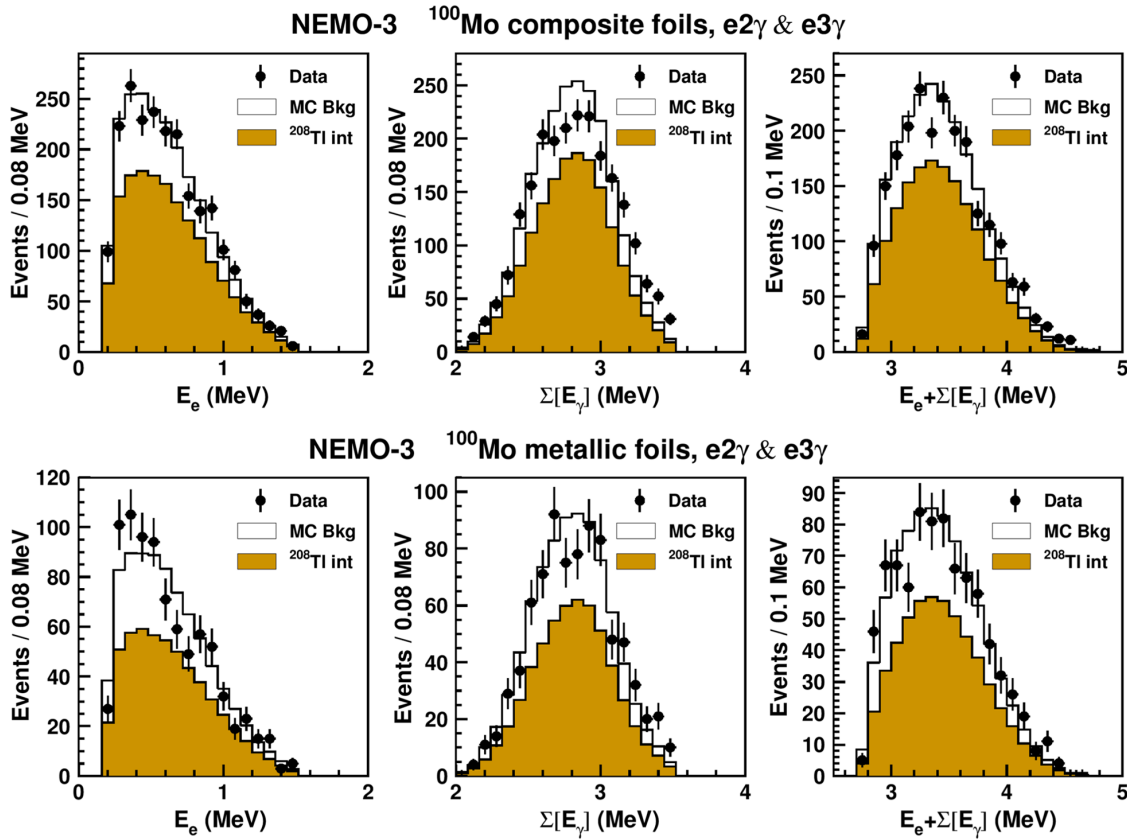 NEMO-3 ¹⁰⁰Mo composite foils, e2γ & e3γ
Events / 0.08 MeV
250
200
150
100
50
0
0 1 2
E_e (MeV)
Data
MC Bkg
²⁰⁸Tl int
Events / 0.08 MeV
250
200
150
100
50
0
2 3 4
Σ[E_γ] (MeV)
Data
MC Bkg
²⁰⁸Tl int
Events / 0.1 MeV
250
200
150
100
50
0
4 5
E_e+Σ[E_γ] (MeV)
Data
MC Bkg
²⁰⁸Tl int
NEMO-3 ¹⁰⁰Mo metallic foils, e2γ & e3γ
Events / 0.08 MeV
120
100
80
60
40
20
0
0 1 2
E_e (MeV)
Data
MC Bkg
²⁰⁸Tl int
Events / 0.08 MeV
100
80
60
40
20
0
2 3 4
Σ[E_γ] (MeV)
Data
MC Bkg
²⁰⁸Tl int
Events / 0.1 MeV
90
80
70
60
50
40
30
20
10
0
3 4 5
E_e+Σ[E_γ] (MeV)
Data
MC Bkg
²⁰⁸Tl int